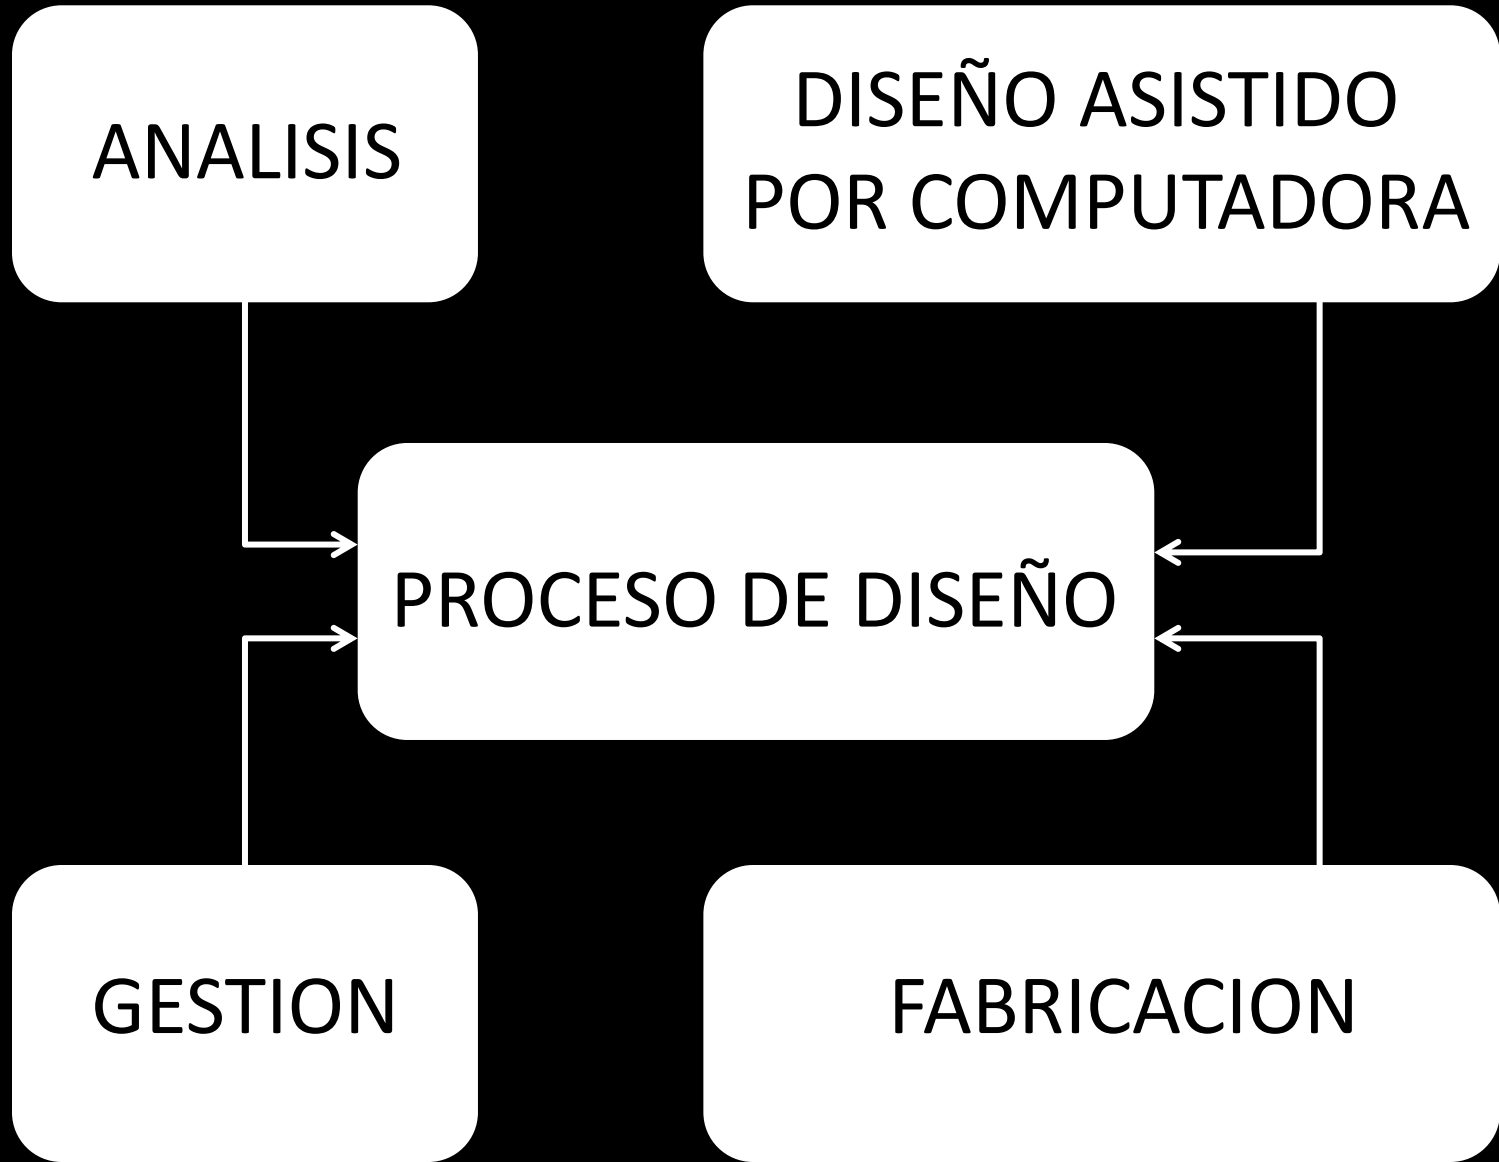 ANALISIS
DISEÑO ASISTIDO
POR COMPUTADORA
PROCESO DE DISEÑO
GESTION
FABRICACION